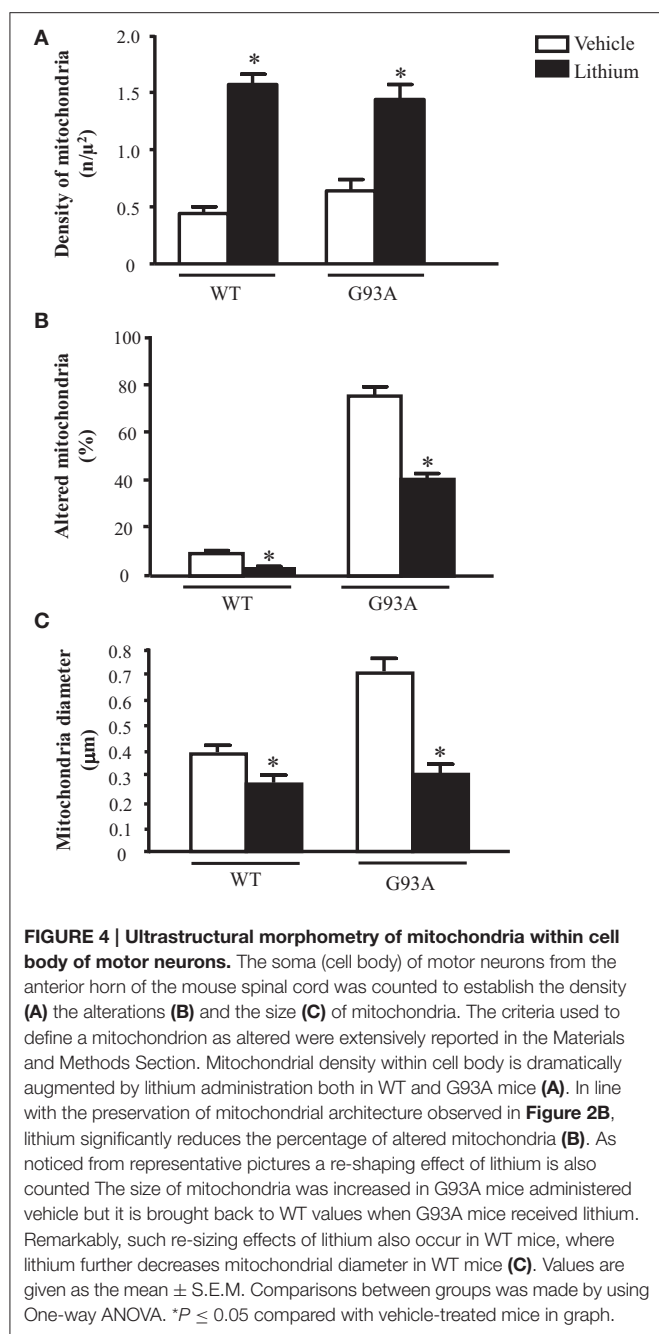 A
Density of mitochondria
(n/µ²)
2.0
1.5
1.0
0.5
0
*
*
Vehicle
Lithium
WT
G93A
B
Altered mitochondria
(%)
100
80
60
40
20
0
*
*
WT
G93A
C
Mitochondria diameter
(µm)
0.8
0.7
0.6
0.5
0.4
0.3
0.2
0.1
0
*
*
WT
G93A
FIGURE 4 | Ultrastructural morphometry of mitochondria within cell
body of motor neurons. The soma (cell body) of motor neurons from the
anterior horn of the mouse spinal cord was counted to establish the density
(A) the alterations (B) and the size (C) of mitochondria. The criteria used to
define a mitochondrion as altered were extensively reported in the Materials
and Methods Section. Mitochondrial density within cell body is dramatically
augmented by lithium administration both in WT and G93A mice (A). In line
with the preservation of mitochondrial architecture observed in Figure 2B,
lithium significantly reduces the percentage of altered mitochondria (B). As
noticed from representative pictures a re-shaping effect of lithium is also
counted The size of mitochondria was increased in G93A mice administered
vehicle but it is brought back to WT values when G93A mice received lithium.
Remarkably, such re-sizing effects of lithium also occur in WT mice, where
lithium further decreases mitochondrial diameter in WT mice (C). Values are
given as the mean ± S.E.M. Comparisons between groups was made by using
One-way ANOVA. *P ≤ 0.05 compared with vehicle-treated mice in graph.